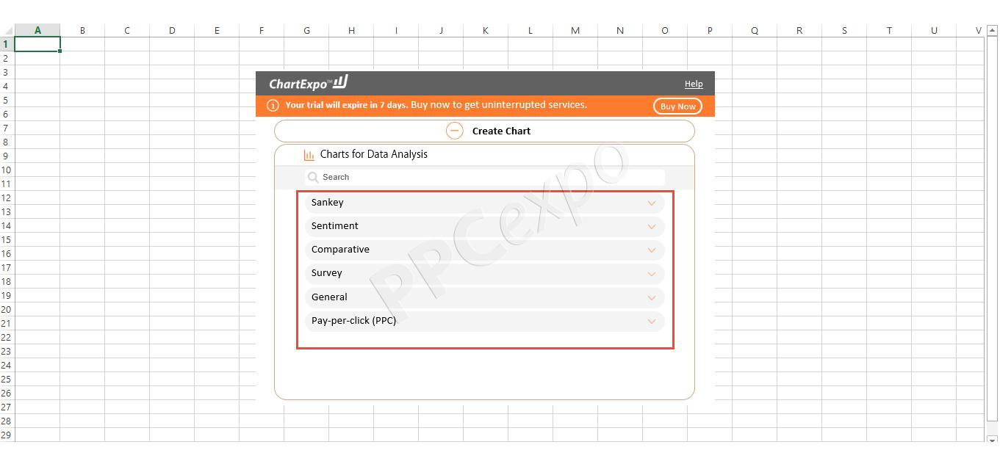 A B C D E F G H I J K L M N O P Q R S T U V
1
2
3
4
5
6
7
8
9
10
11
12
13
14
15
16
17
18
19
20
21
22
23
24
25
26
27
28
29
ChartExpo™
Help
Your trial will expire in 7 days. Buy now to get uninterrupted services.
Buy Now
Create Chart
Charts for Data Analysis
Search
Sankey
Sentiment
Comparative
Survey
General
Pay-per-click (PPC)
PPCexpo